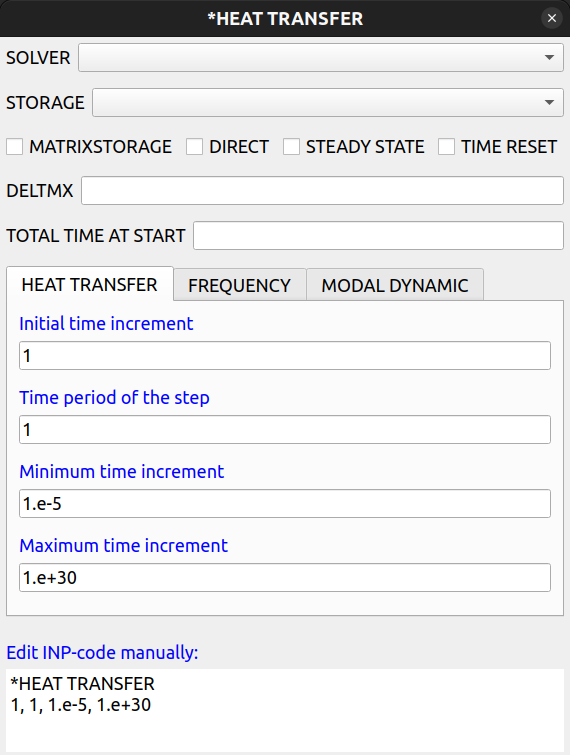 *HEAT TRANSFER
SOLVER
STORAGE
MATRIXSTORAGE DIRECT STEADY STATE TIME RESET
DELTMX
TOTAL TIME AT START
HEAT TRANSFER FREQUENCY MODAL DYNAMIC
Initial time increment
1
Time period of the step
1
Minimum time increment
1.e-5
Maximum time increment
1.e+30
Edit INP-code manually:
*HEAT TRANSFER
1, 1, 1.e-5, 1.e+30